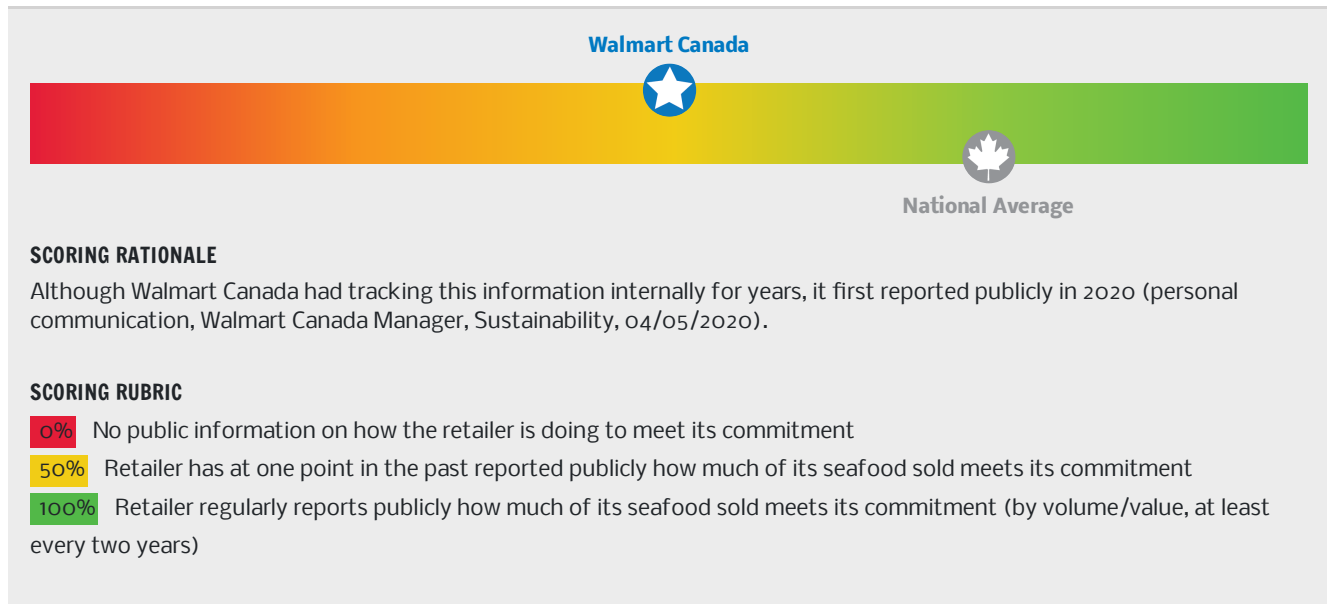 Walmart Canada
National Average
SCORING RATIONALE
Although Walmart Canada had tracking this information internally for years, it first reported publicly in 2020 (personal
communication, Walmart Canada Manager, Sustainability, 04/05/2020).
SCORING RUBRIC
0% No public information on how the retailer is doing to meet its commitment
50% Retailer has at one point in the past reported publicly how much of its seafood sold meets its commitment
100% Retailer regularly reports publicly how much of its seafood sold meets its commitment (by volume/value, at least
every two years)